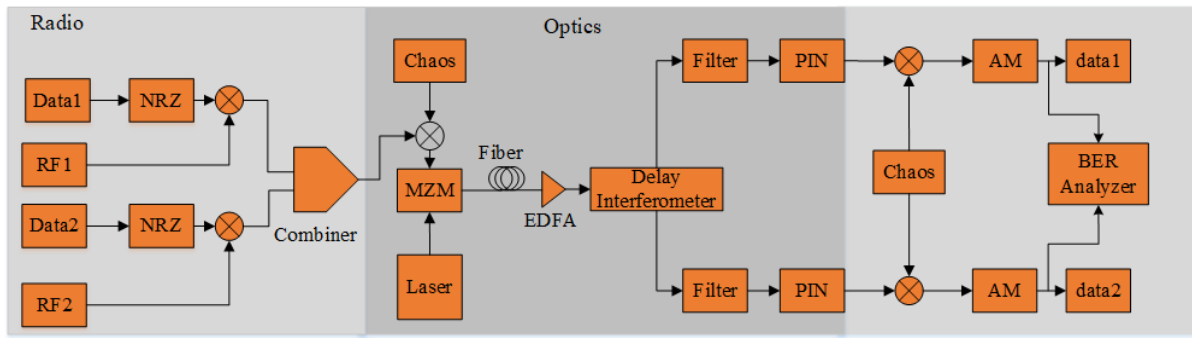 Radio
Optics
Data1
NRZ
RF1
Data2
NRZ
RF2
Combiner
Chaos
MZM
Laser
Fiber
EDFA
Delay
Interferometer
Filter
PIN
Filter
PIN
Chaos
AM
data1
BER
Analyzer
AM
data2